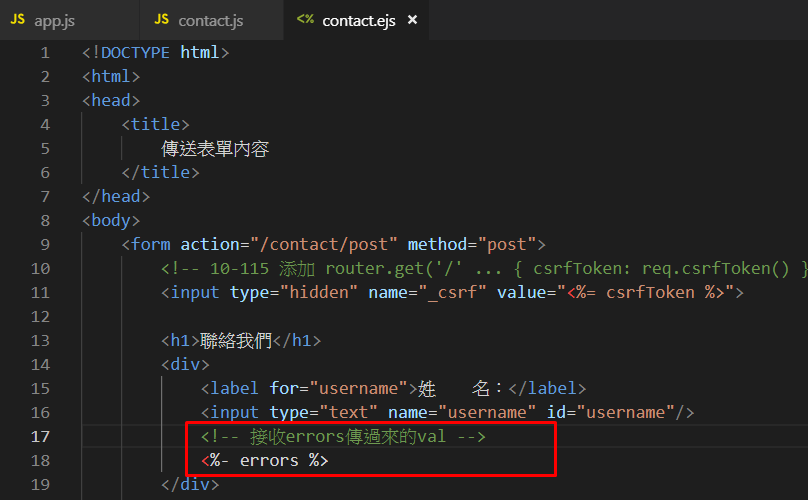 JS app.js JS contact.js <%> contact.ejs ×
1 <!DOCTYPE html>
2 <html>
3 <head>
4 <title>
5 傳送表單內容
6 </title>
7 </head>
8 <body>
9 <form action="/contact/post" method="post">
10 <!-- 10-115 添加 router.get('/' ... { csrfToken: req.csrfToken() }
11 <input type="hidden" name="_csrf" value="<%= csrfToken %>">
12
13 <h1>聯絡我們</h1>
14 <div>
15 <label for="username">姓　　名：</label>
16 <input type="text" name="username" id="username"/>
17 <!-- 接收errors傳過來的val -->
18 <%- errors %>
19 </div>